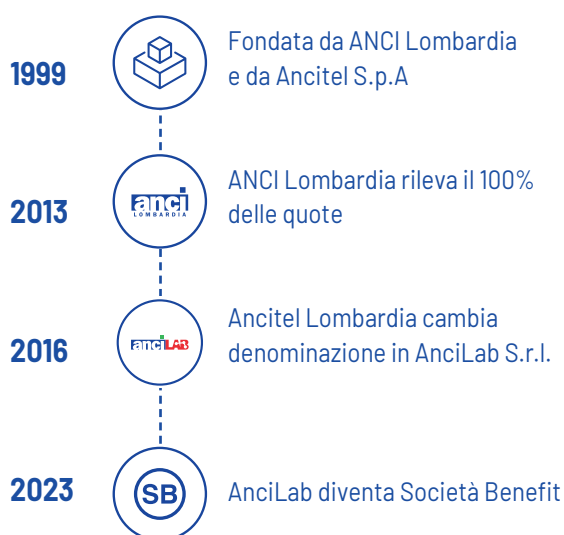 1999
Fondata da ANCI Lombardia
e da Ancitel S.p.A
2013
anci
LOMBARDIA
ANCI Lombardia rileva il 100%
delle quote
2016
anciLAB
Ancitel Lombardia cambia
denominazione in AnciLab S.r.l.
2023
SB
AnciLab diventa Società Benefit